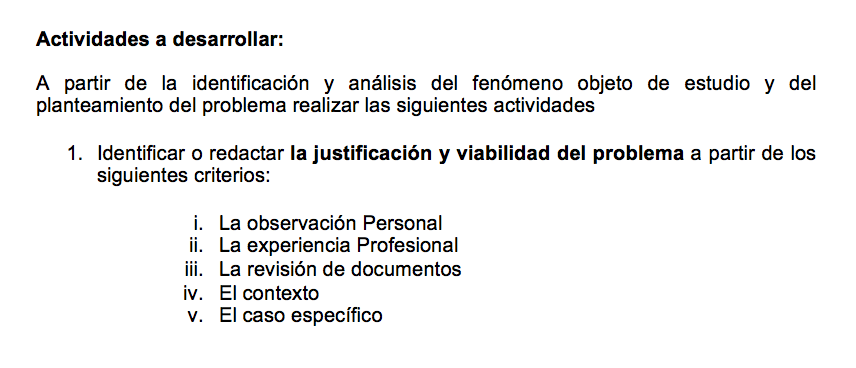 Actividades a desarrollar:
A partir de la identificación y análisis del fenómeno objeto de estudio y del
planteamiento del problema realizar las siguientes actividades
1. Identificar o redactar la justificación y viabilidad del problema a partir de los
siguientes criterios:
i. La observación Personal
ii. La experiencia Profesional
iii. La revisión de documentos
iv. El contexto
v. El caso específico